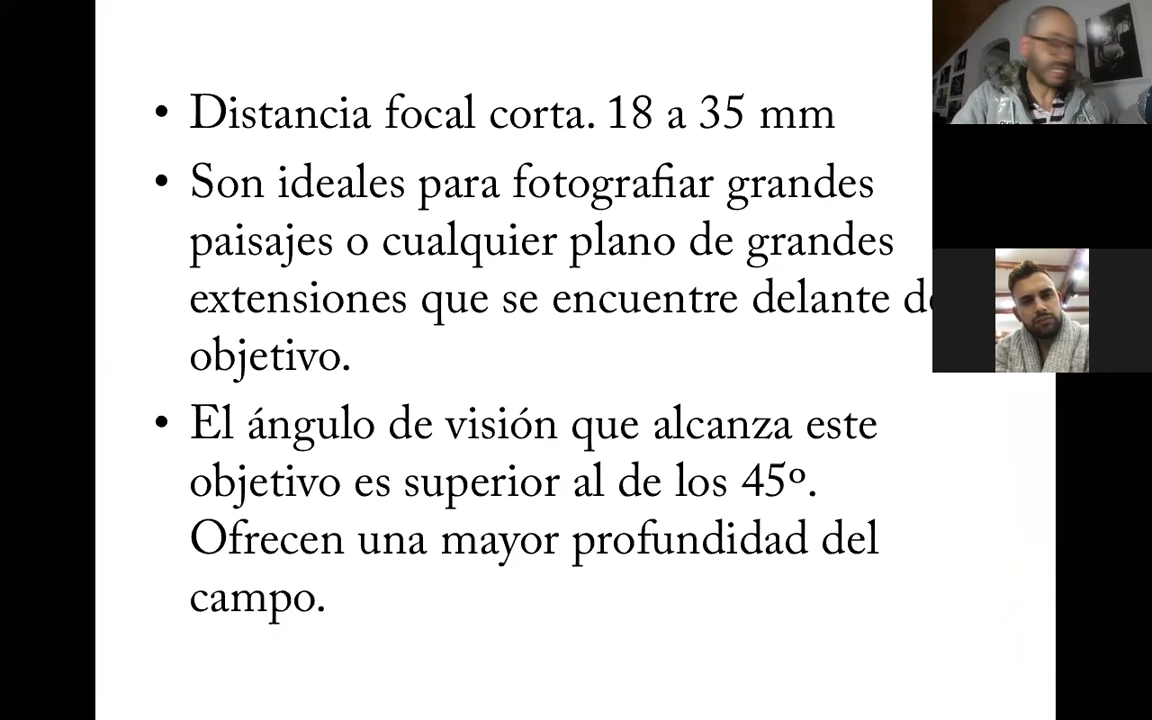 • Distancia focal corta. 18 a 35 mm
• Son ideales para fotografiar grandes
paisajes o cualquier plano de grandes
extensiones que se encuentre delante
objetivo.
• El ángulo de visión que alcanza este
objetivo es superior al de los 45º.
Ofrecen una mayor profundidad del
campo.